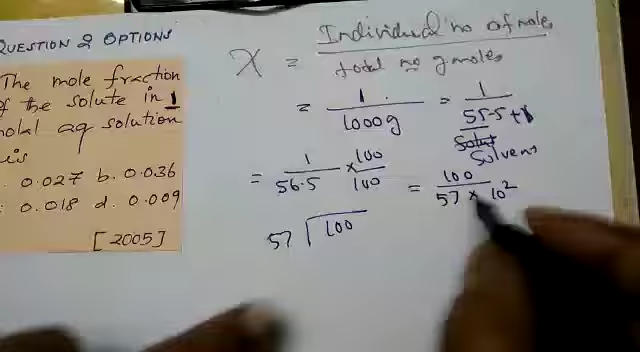 QUESTION 2 OPTIONS
The mole fraction
of the solute in 1
molal aq solution
is
0.027 b. 0.036
0.018 d. 0.009
[2005]
X = Individual no of moles
total no of moles
= 1 / 1000g = 1 / 55.5 + 1
Solvent
= 1 / 56.5 × 100 / 100 = 100 / 57 × 10²
57 100